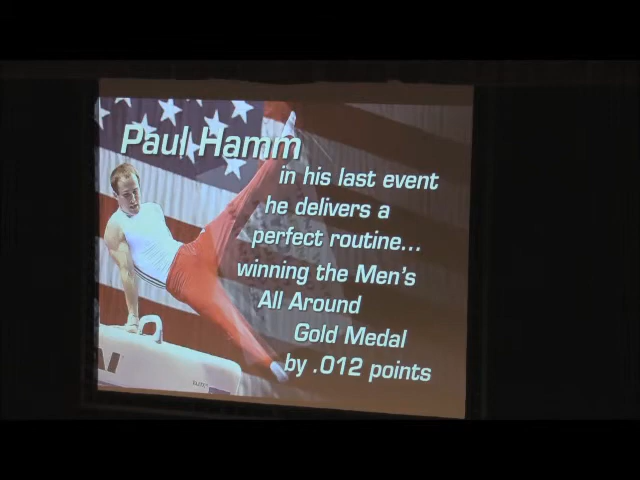 Paul Hamm
in his last event
he delivers a
perfect routine...
winning the Men's
All Around
Gold Medal
by .012 points